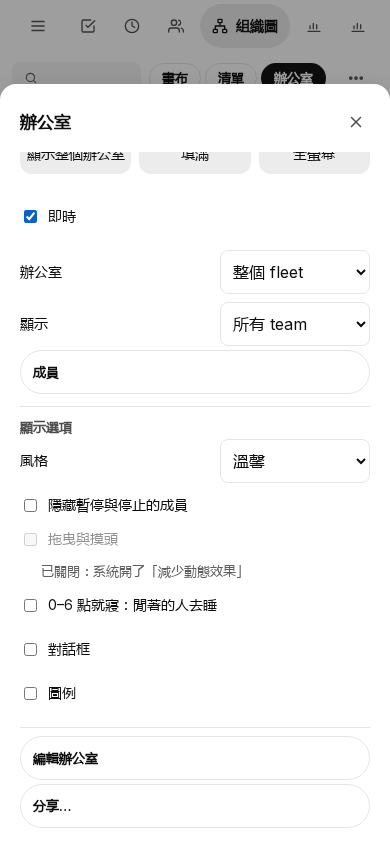 組織圖
畫布
清單
辦公室
辦公室
顯示整個辦公室
填滿
全螢幕
即時
辦公室
整個 fleet
顯示
所有 team
成員
顯示選項
風格
溫馨
隱藏暫停與停止的成員
拖曳與摸頭
已關閉：系統開了「減少動態效果」
0–6 點就寢：閒著的人去睡
對話框
圖例
編輯辦公室
分享…